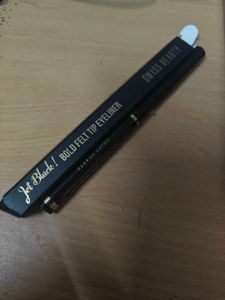 Jet Black! BOLD FELT TIP EYELINER
SWISS BEAUTY